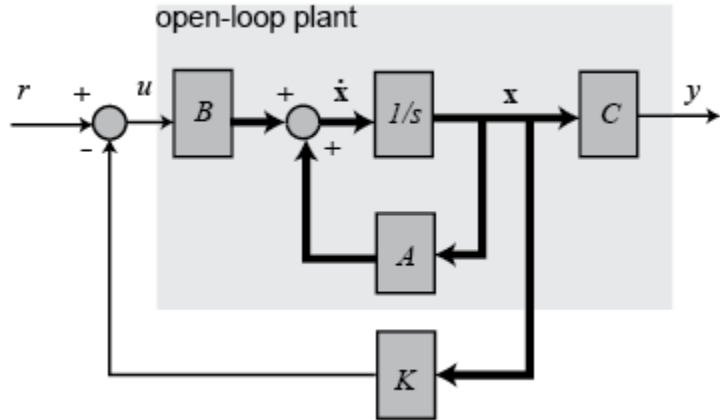 open-loop plant
r + u B + ẋ 1/s x C y
-
+
A
K